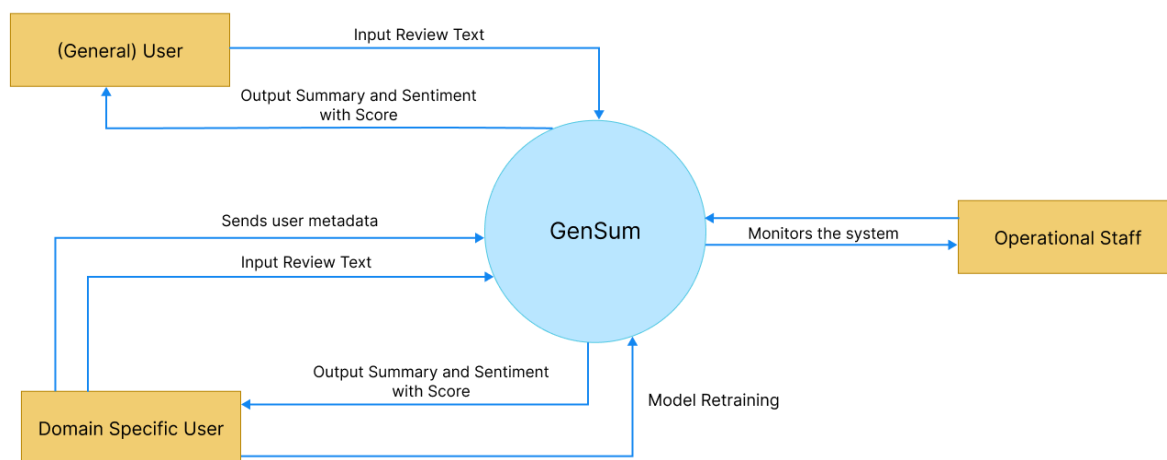 (General) User
Input Review Text
Output Summary and Sentiment
with Score
Sends user metadata
Input Review Text
GenSum
Monitors the system
Operational Staff
Output Summary and Sentiment
with Score
Model Retraining
Domain Specific User